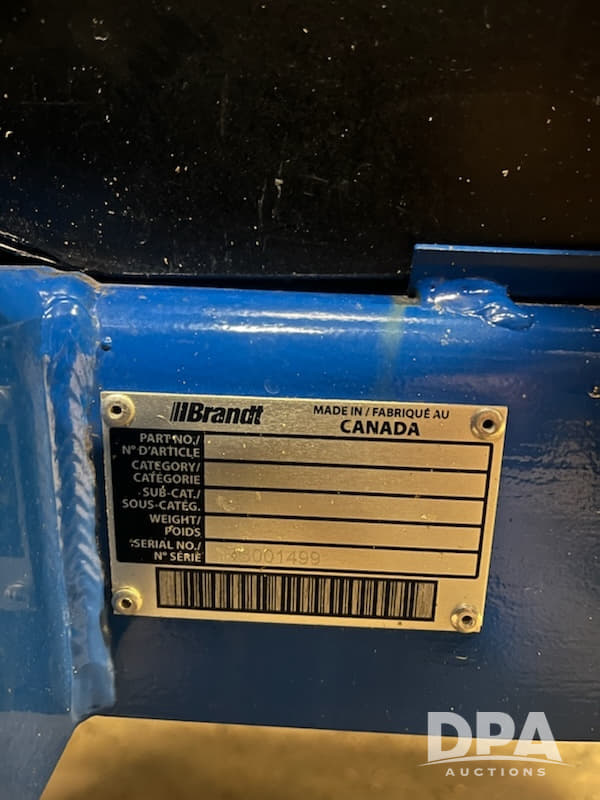 Brandt
MADE IN / FABRIQUÉ AU
CANADA
PART NO./
N° D'ARTICLE
CATEGORY/
CATÉGORIE
SUB-CAT./
SOUS-CATÉG.
WEIGHT/
POIDS
SERIAL NO./
N° SÉRIE
DPA
AUCTIONS